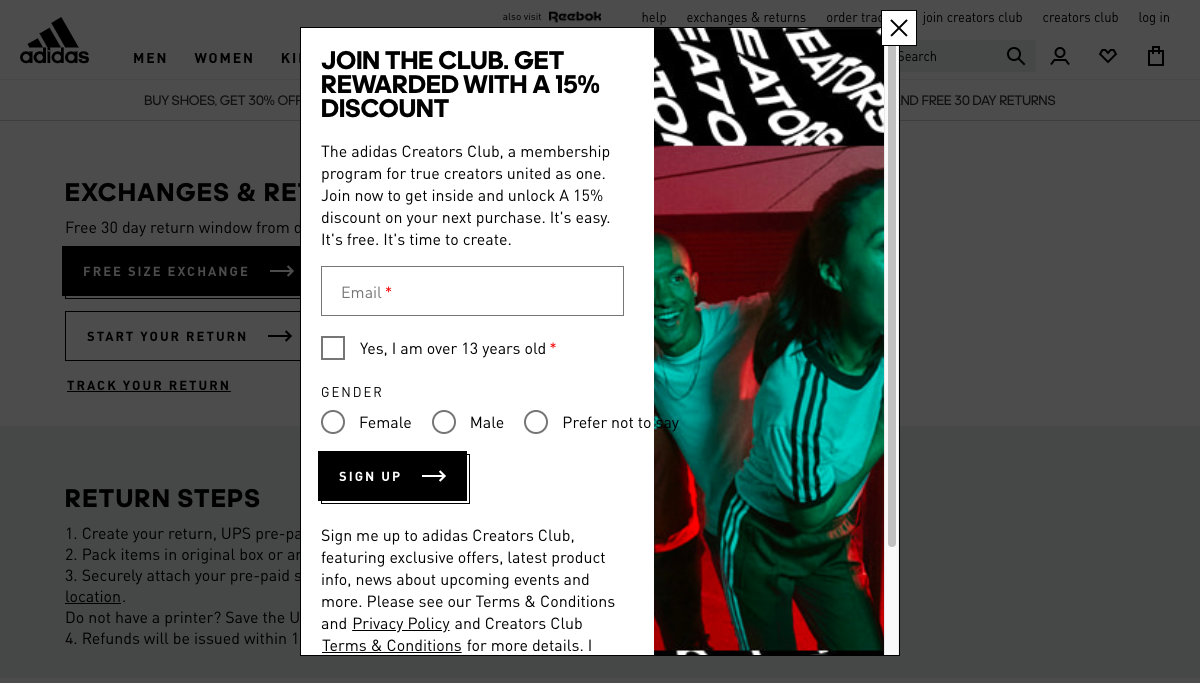 also visit Reebok
help exchanges & returns order trac join creators club creators club log in
adidas
MEN WOMEN KI
Search
BUY SHOES, GET 30% OFF
ND FREE 30 DAY RETURNS
EXCHANGES & RET
Free 30 day return window from d
FREE SIZE EXCHANGE
START YOUR RETURN
TRACK YOUR RETURN
RETURN STEPS
1. Create your return, UPS pre-pa
2. Pack items in original box or an
3. Securely attach your pre-paid s
location.
Do not have a printer? Save the U
4. Refunds will be issued within 1
JOIN THE CLUB. GET
REWARDED WITH A 15%
DISCOUNT
The adidas Creators Club, a membership
program for true creators united as one.
Join now to get inside and unlock A 15%
discount on your next purchase. It's easy.
It's free. It's time to create.
Email *
Yes, I am over 13 years old *
GENDER
Female Male Prefer not to say
SIGN UP
Sign me up to adidas Creators Club,
featuring exclusive offers, latest product
info, news about upcoming events and
more. Please see our Terms & Conditions
and Privacy Policy and Creators Club
Terms & Conditions for more details. I